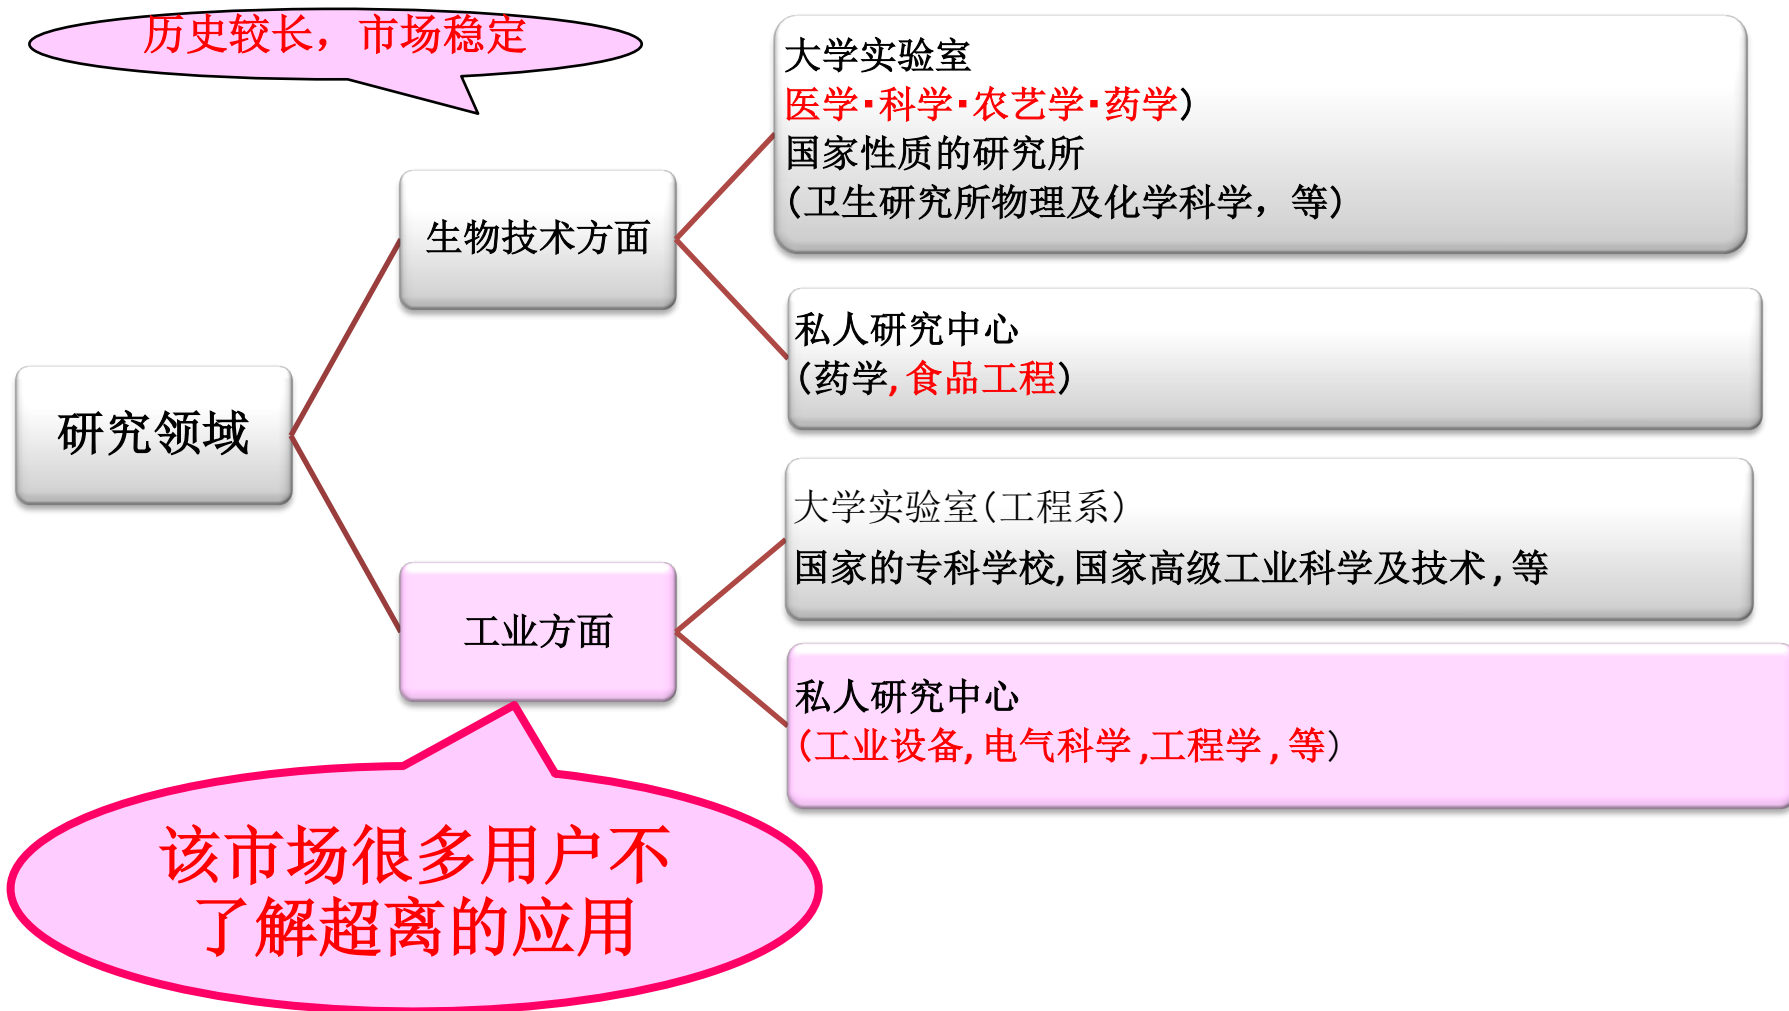 历史较长，市场稳定
大学实验室
医学·科学·农艺学·药学)
国家性质的研究所
(卫生研究所物理及化学科学，等)
生物技术方面
私人研究中心
(药学,食品工程)
研究领域
大学实验室(工程系)
国家的专科学校,国家高级工业科学及技术,等
工业方面
私人研究中心
(工业设备,电气科学,工程学,等)
该市场很多用户不
了解超离的应用